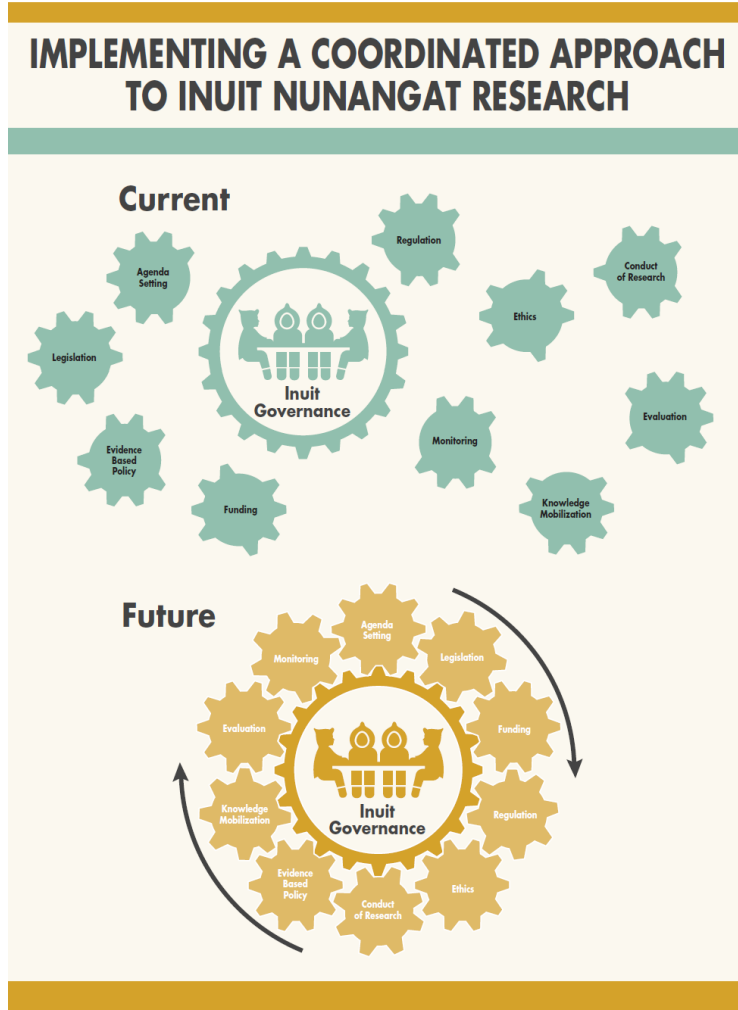 IMPLEMENTING A COORDINATED APPROACH
TO INUIT NUNANGAT RESEARCH
Current
Regulation
Agenda
Setting
Conduct
of Research
Ethics
Legislation
Inuit
Governance
Evaluation
Monitoring
Evidence
Based
Policy
Funding
Knowledge
Mobilization
Future
Agenda
Setting
Monitoring
Legislation
Evaluation
Funding
Inuit
Governance
Knowledge
Mobilization
Regulation
Evidence
Based
Policy
Ethics
Conduct
of Research